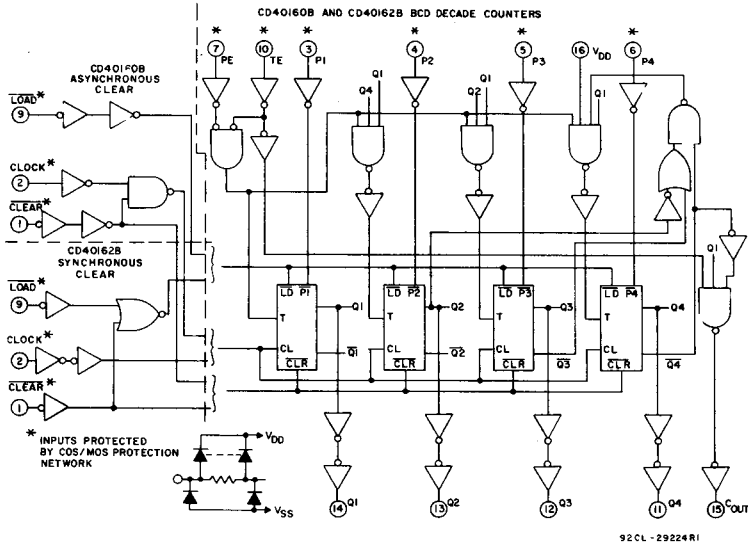 CD40160B AND CD40162B BCD DECADE COUNTERS
* * * * * *
7 PE 10 TE 3 P1 4 P2 5 P3 16 VDD 6 P4
CD40160B
ASYNCHRONOUS
CLEAR
LOAD*
9
Q1
Q4
Q1
Q1
CLOCK*
2
CLEAR*
1
CD40162B
SYNCHRONOUS
CLEAR
Q1
LOAD*
9
LD P1 LD P2 LD P3 LD P4
T Q1 T Q2 T Q3 T Q4
CLOCK*
2
CL Q1 CL Q2 CL Q3 CL Q4
CLR CLR CLR CLR
CLEAR*
1
* INPUTS PROTECTED
BY COS/MOS PROTECTION
NETWORK
VDD
VSS
14 Q1 13 Q2 12 Q3 11 Q4 15 COUT
92CL-29224R1